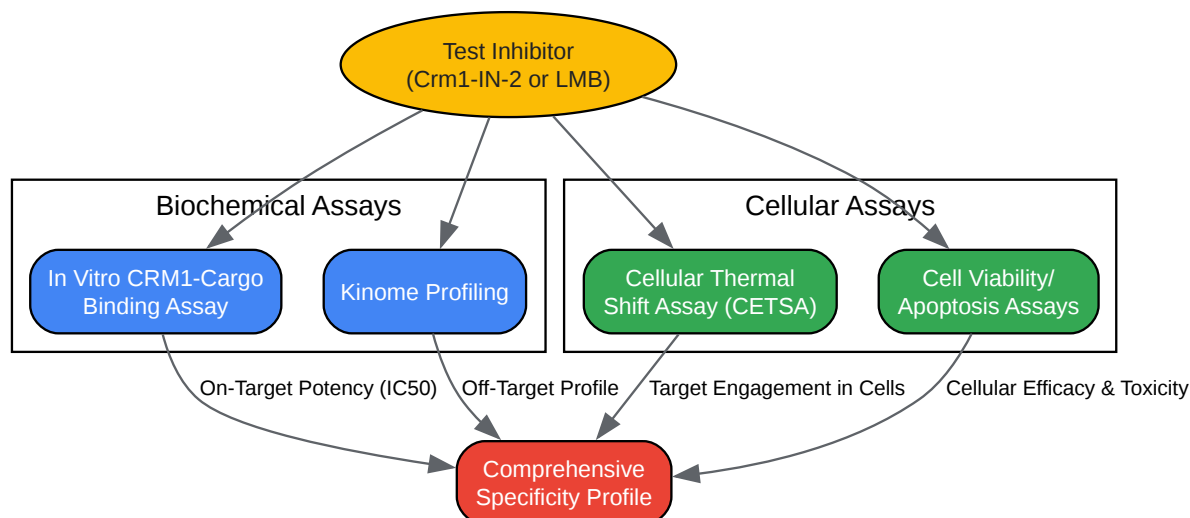 Test Inhibitor
(Crm1-IN-2 or LMB)
Biochemical Assays
Cellular Assays
In Vitro CRM1-Cargo
Binding Assay
Kinome Profiling
Cellular Thermal
Shift Assay (CETSA)
Cell Viability/
Apoptosis Assays
On-Target Potency (IC50)
Off-Target Profile
Target Engagement in Cells
Cellular Efficacy & Toxicity
Comprehensive
Specificity Profile